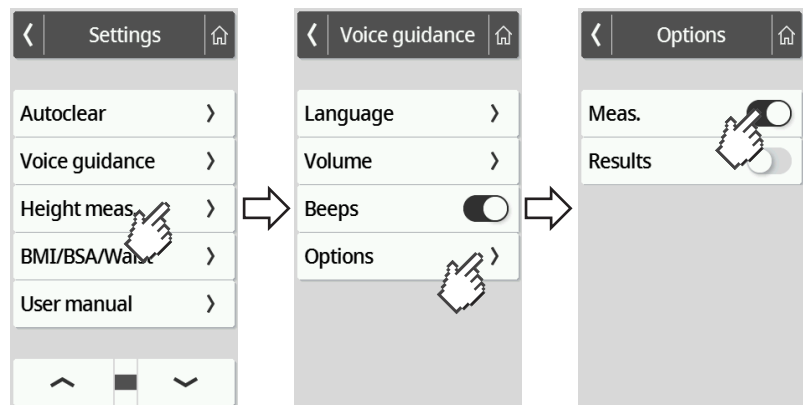 Settings
Autoclear
Voice guidance
Height meas.
BMI/BSA/Waist
User manual
Voice guidance
Language
Volume
Beeps
Options
Options
Meas.
Results